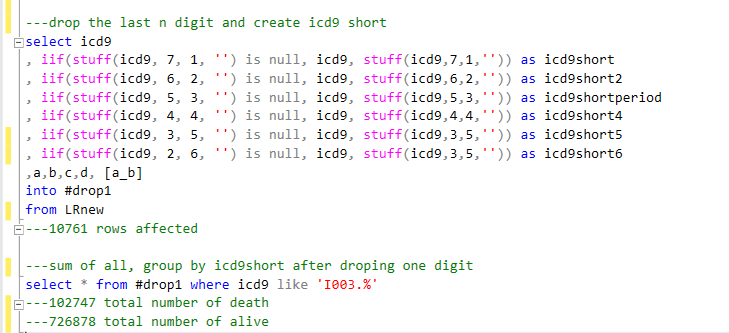 ---drop the last n digit and create icd9 short
select icd9
, iif(stuff(icd9, 7, 1, '') is null, icd9, stuff(icd9,7,1,'')) as icd9short
, iif(stuff(icd9, 6, 2, '') is null, icd9, stuff(icd9,6,2,'')) as icd9short2
, iif(stuff(icd9, 5, 3, '') is null, icd9, stuff(icd9,5,3,'')) as icd9shortperiod
, iif(stuff(icd9, 4, 4, '') is null, icd9, stuff(icd9,4,4,'')) as icd9short4
, iif(stuff(icd9, 3, 5, '') is null, icd9, stuff(icd9,3,5,'')) as icd9short5
, iif(stuff(icd9, 2, 6, '') is null, icd9, stuff(icd9,3,5,'')) as icd9short6
,a,b,c,d, [a_b]
into #drop1
from LRnew
---10761 rows affected
---sum of all, group by icd9short after droping one digit
select * from #drop1 where icd9 like 'I003.%'
---102747 total number of death
---726878 total number of alive